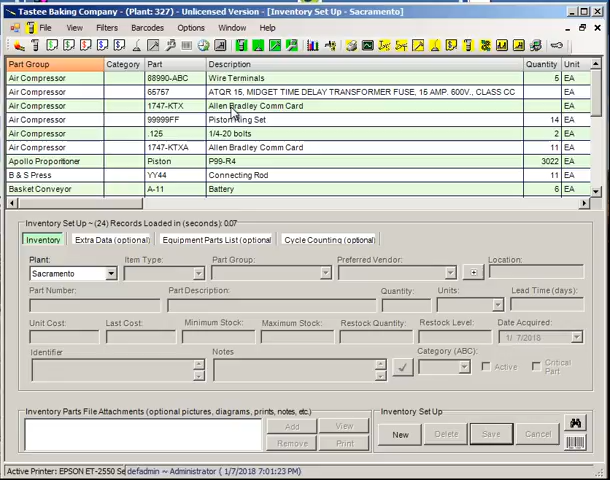 Tastee Baking Company - (Plant: 327) - Unlicensed Version - [Inventory Set Up - Sacramento]
File View Filters Barcodes Options Window Help
Part Group Category Part Description Quantity Unit
Air Compressor 88990-ABC Wire Terminals 5 EA
Air Compressor 65757 ATQR 15, MIDGET TIME DELAY TRANSFORMER FUSE, 15 AMP. 600V., CLASS CC EA
Air Compressor 1747-KTX Allen Bradley Comm Card EA
Air Compressor 99999FF Piston Ring Set 14 EA
Air Compressor .125 1/4-20 bolts 2 EA
Air Compressor 1747-KTXA Allen Bradley Comm Card 11 EA
Apollo Proportioner Piston P99-R4 3022 EA
B & S Press YY44 Connecting Rod 11 EA
Basket Conveyor A-11 Battery 6 EA
Inventory Set Up ~ (24) Records Loaded in (seconds): 0.07
Inventory Extra Data (optional) Equipment Parts List (optional) Cycle Counting (optional)
Plant: Item Type: Part Group: Preferred Vendor: Location:
Sacramento
Part Number: Part Description: Quantity: Units: Lead Time (days):
Unit Cost: Last Cost: Minimum Stock: Maximum Stock: Restock Quantity: Restock Level: Date Acquired:
1/ 7/2018
Identifier Notes Category (ABC): Active Critical Part
Inventory Parts File Attachments (optional pictures, diagrams, prints, notes, etc.) Inventory Set Up
Add View
Remove Print
New Delete Save Cancel
Active Printer: EPSON ET-2550 Se defadmin ~ Administrator ( 1/7/2018 7:01:23 PM)